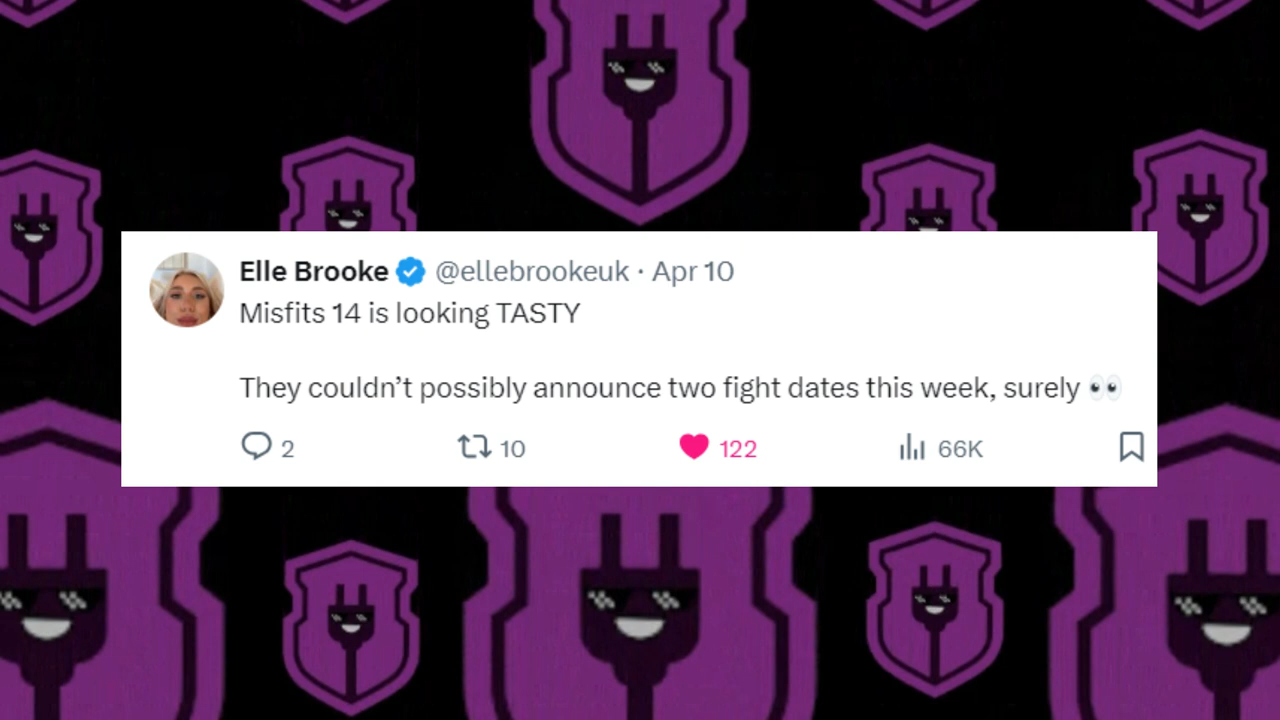 Elle Brooke @ellebrookeuk · Apr 10
Misfits 14 is looking TASTY
They couldn’t possibly announce two fight dates this week, surely 👀
2 10 122 66K